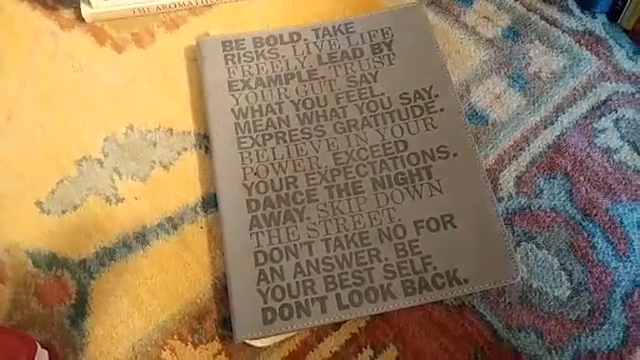 THE AROMATH
BE BOLD. TAKE
RISKS. LIVE LIFE
FREELY. LEAD BY
EXAMPLE. TRUST
YOUR GUT. SAY
WHAT YOU FEEL.
MEAN WHAT YOU SAY.
EXPRESS GRATITUDE.
BELIEVE IN YOUR
POWER. EXCEED
YOUR EXPECTATIONS.
DANCE THE NIGHT
AWAY. SKIP DOWN
THE STREET.
DON'T TAKE NO FOR
AN ANSWER. BE
YOUR BEST SELF.
DON'T LOOK BACK.